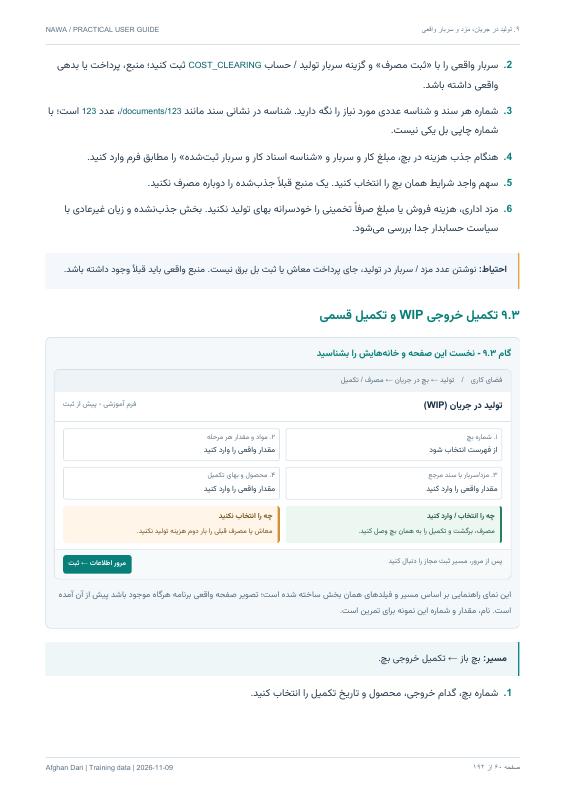 ۹. تولید در جریان، مزد و سربار واقعی
NAWA / PRACTICAL USER GUIDE
2. سربار واقعی را با «ثبت مصرف» و گزینه سربار تولید / حساب COST_CLEARING ثبت کنید؛ منبع، پرداخت یا بدهی
واقعی داشته باشد.
3. شماره هر سند و شناسه عددی مورد نیاز را نگه دارید. شناسه در نشانی سند مانند documents/123/، عدد 123 است؛ با
شماره چاپی بل یکی نیست.
4. هنگام جذب هزینه در بچ، مبلغ کار و سربار و «شناسه اسناد کار و سربار ثبت‌شده» را مطابق فرم وارد کنید.
5. سهم واجد شرایط همان بچ را انتخاب کنید. یک منبع قبلاً جذب‌شده را دوباره مصرف نکنید.
6. مزد اداری، هزینه فروش یا مبلغ صرفاً تخمینی را خودسرانه بهای تولید نکنید. بخش جذب‌نشده و زیان غیرعادی با
سیاست حسابدار جدا بررسی می‌شود.
احتیاط: نوشتن عدد مزد / سربار در تولید، جای پرداخت معاش یا ثبت بل برق نیست. منبع واقعی باید قبلاً وجود داشته باشد.
۹.۳ تکمیل خروجی WIP و تکمیل قسمی
گام ۹.۳ - نخست این صفحه و خانه‌هایش را بشناسید
فضای کاری / تولید ← بچ در جریان ← مصرف / تکمیل
تولید در جریان (WIP)
فرم آموزشی - پیش از ثبت
۱. شماره بچ
از فهرست انتخاب شود
۲. مواد و مقدار هر مرحله
مقدار واقعی را وارد کنید
۳. مزد/سربار با سند مرجع
مقدار واقعی را وارد کنید
۴. محصول و بهای تکمیل
مقدار واقعی را وارد کنید
چه را انتخاب / وارد کنید
مصرف، برگشت و تکمیل را به همان بچ وصل کنید.
چه را انتخاب نکنید
معاش یا مصرف قبلی را بار دوم هزینه تولید نکنید.
پس از مرور، مسیر ثبت مجاز را دنبال کنید
مرور اطلاعات ← ثبت
این نمای راهنمایی بر اساس مسیر و فیلدهای همان بخش ساخته شده است؛ تصویر صفحه واقعی برنامه هرگاه موجود باشد پیش از آن آمده
است. نام، مقدار و شماره این نمونه برای تمرین است.
مسیر: بچ باز ← تکمیل خروجی بچ.
1. شماره بچ، گدام خروجی، محصول و تاریخ تکمیل را انتخاب کنید.
صفحه ۶۰ از ۱۹۲
Afghan Dari | Training data | 2026-11-09